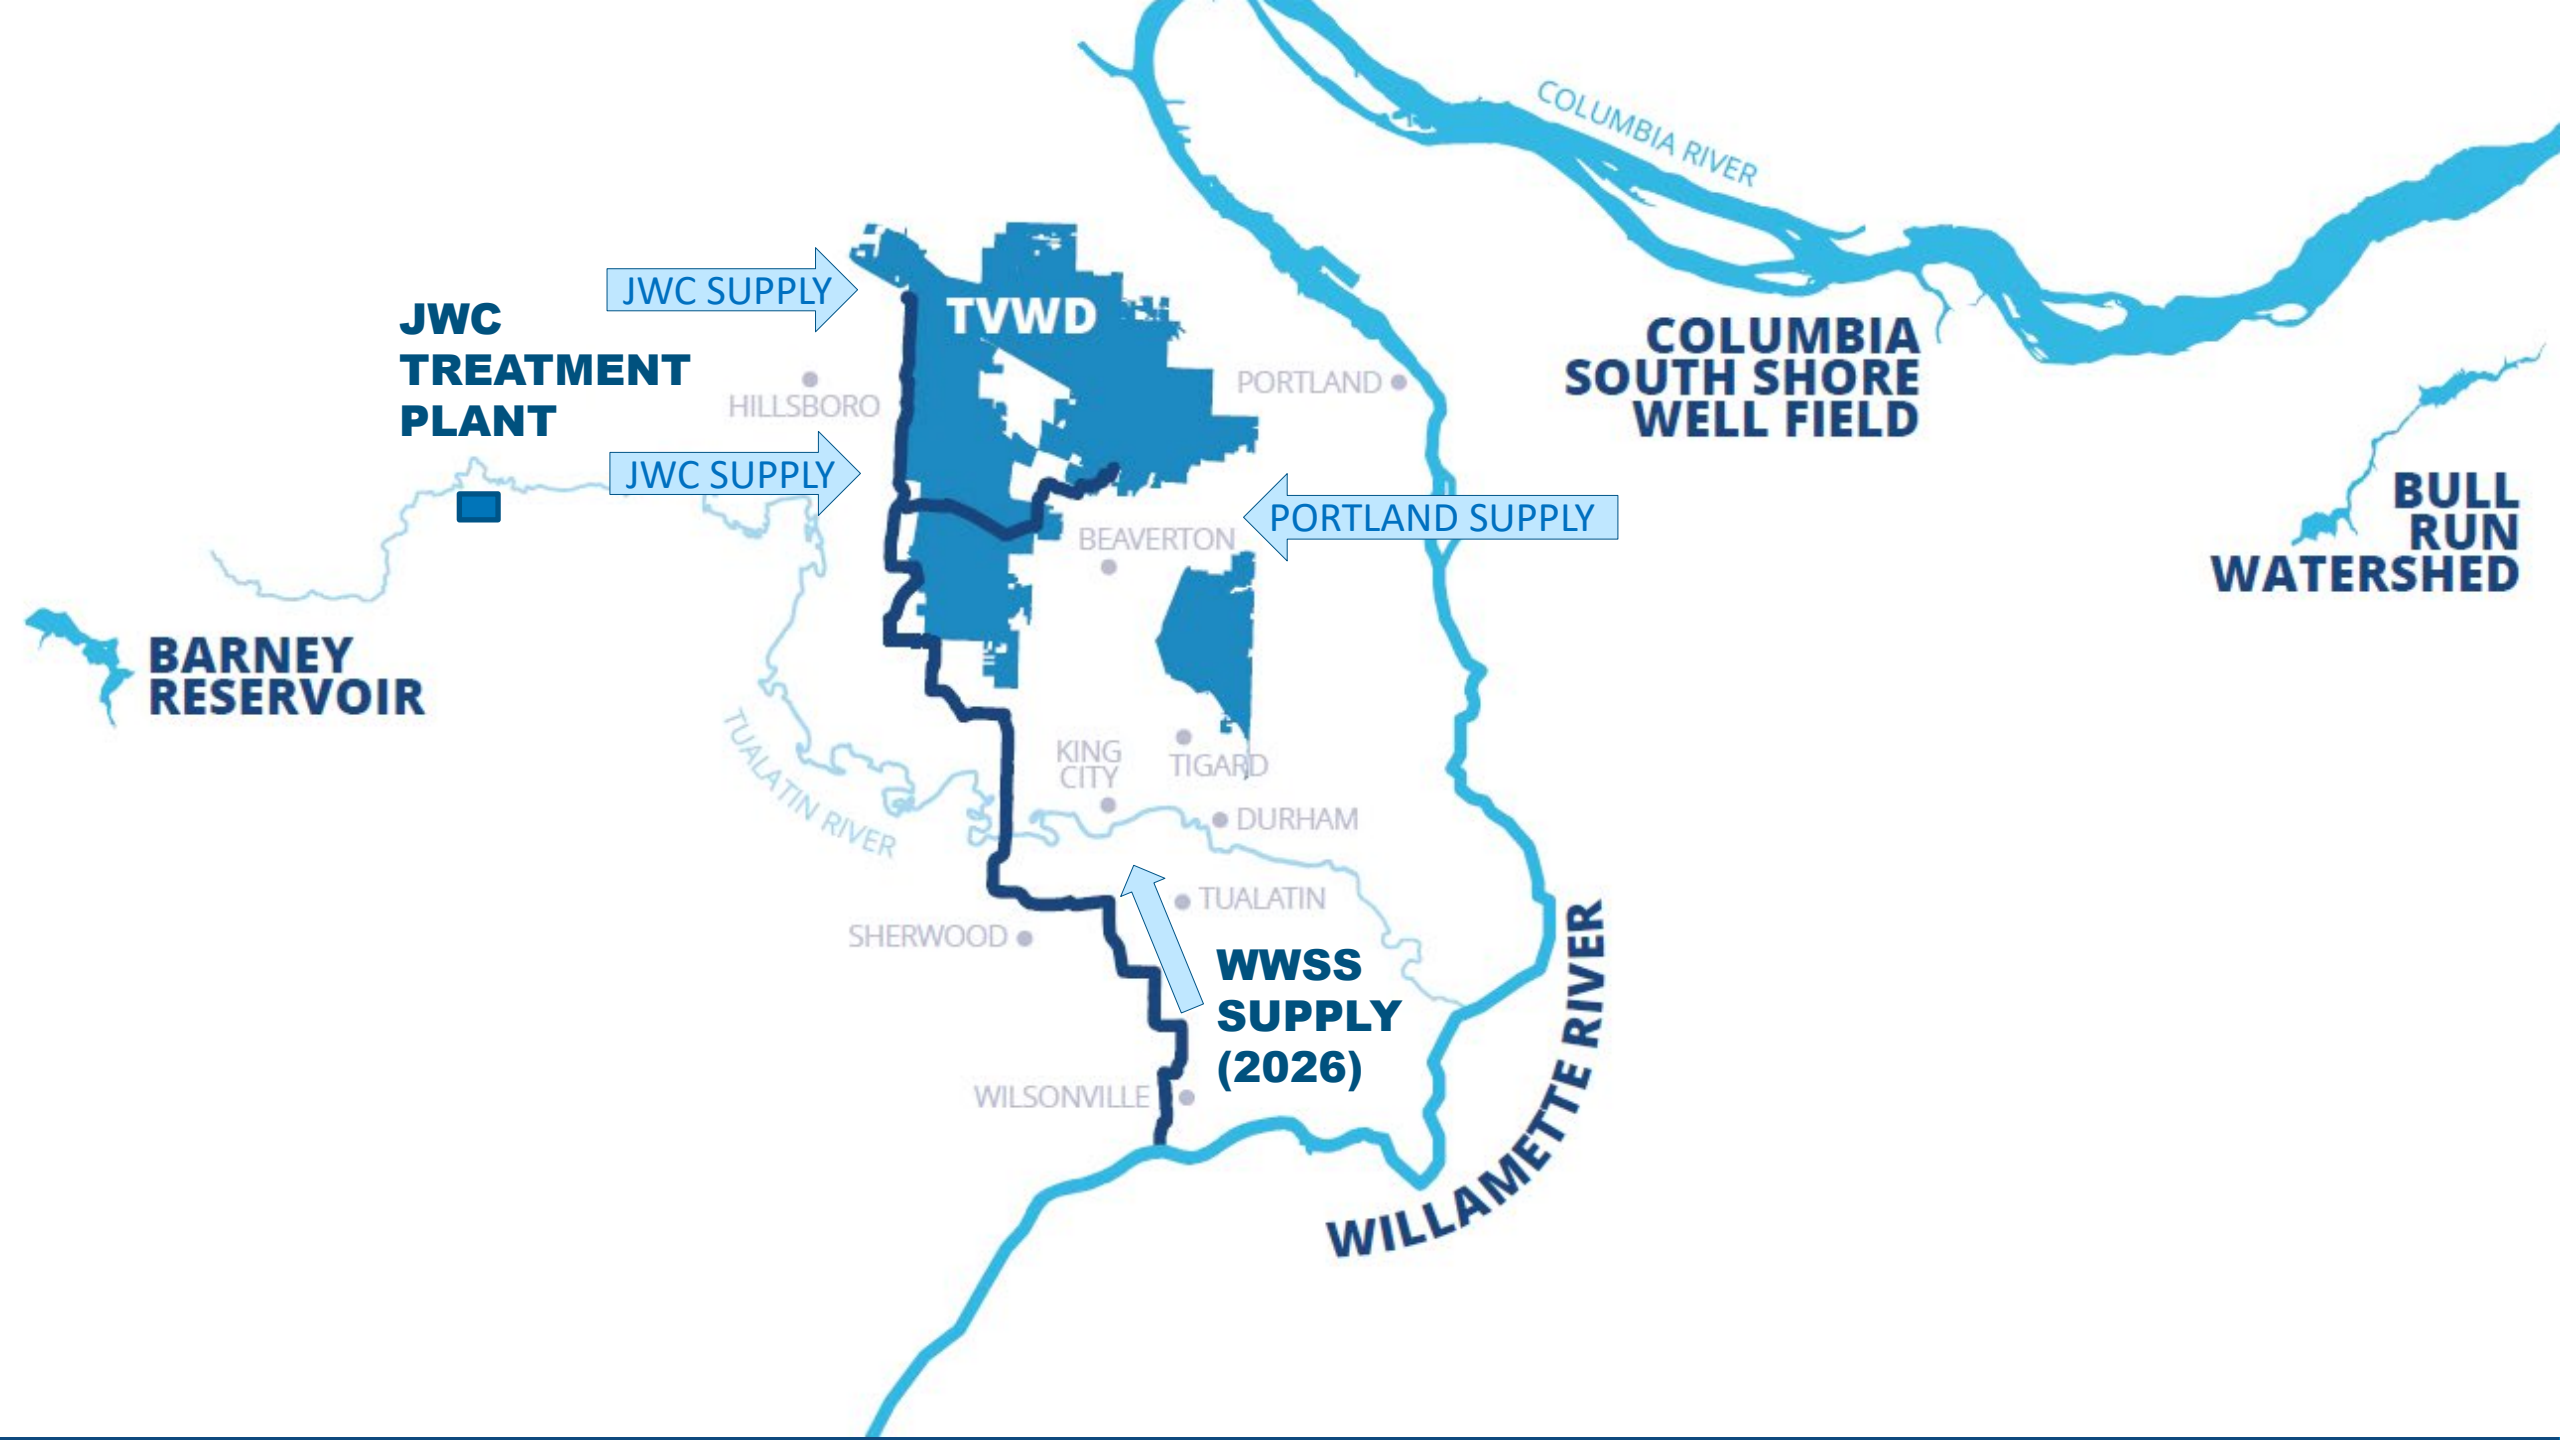 COLUMBIA RIVER
JWC SUPPLY
TVWD
JWC
TREATMENT
PLANT
HILLSBORO
PORTLAND
COLUMBIA
SOUTH SHORE
WELL FIELD
JWC SUPPLY
PORTLAND SUPPLY
BEAVERTON
BULL
RUN
WATERSHED
BARNEY
RESERVOIR
TUALATIN RIVER
KING
CITY
TIGARD
DURHAM
TUALATIN
SHERWOOD
WWSS
SUPPLY
(2026)
WILSONVILLE
WILLAMETTE RIVER